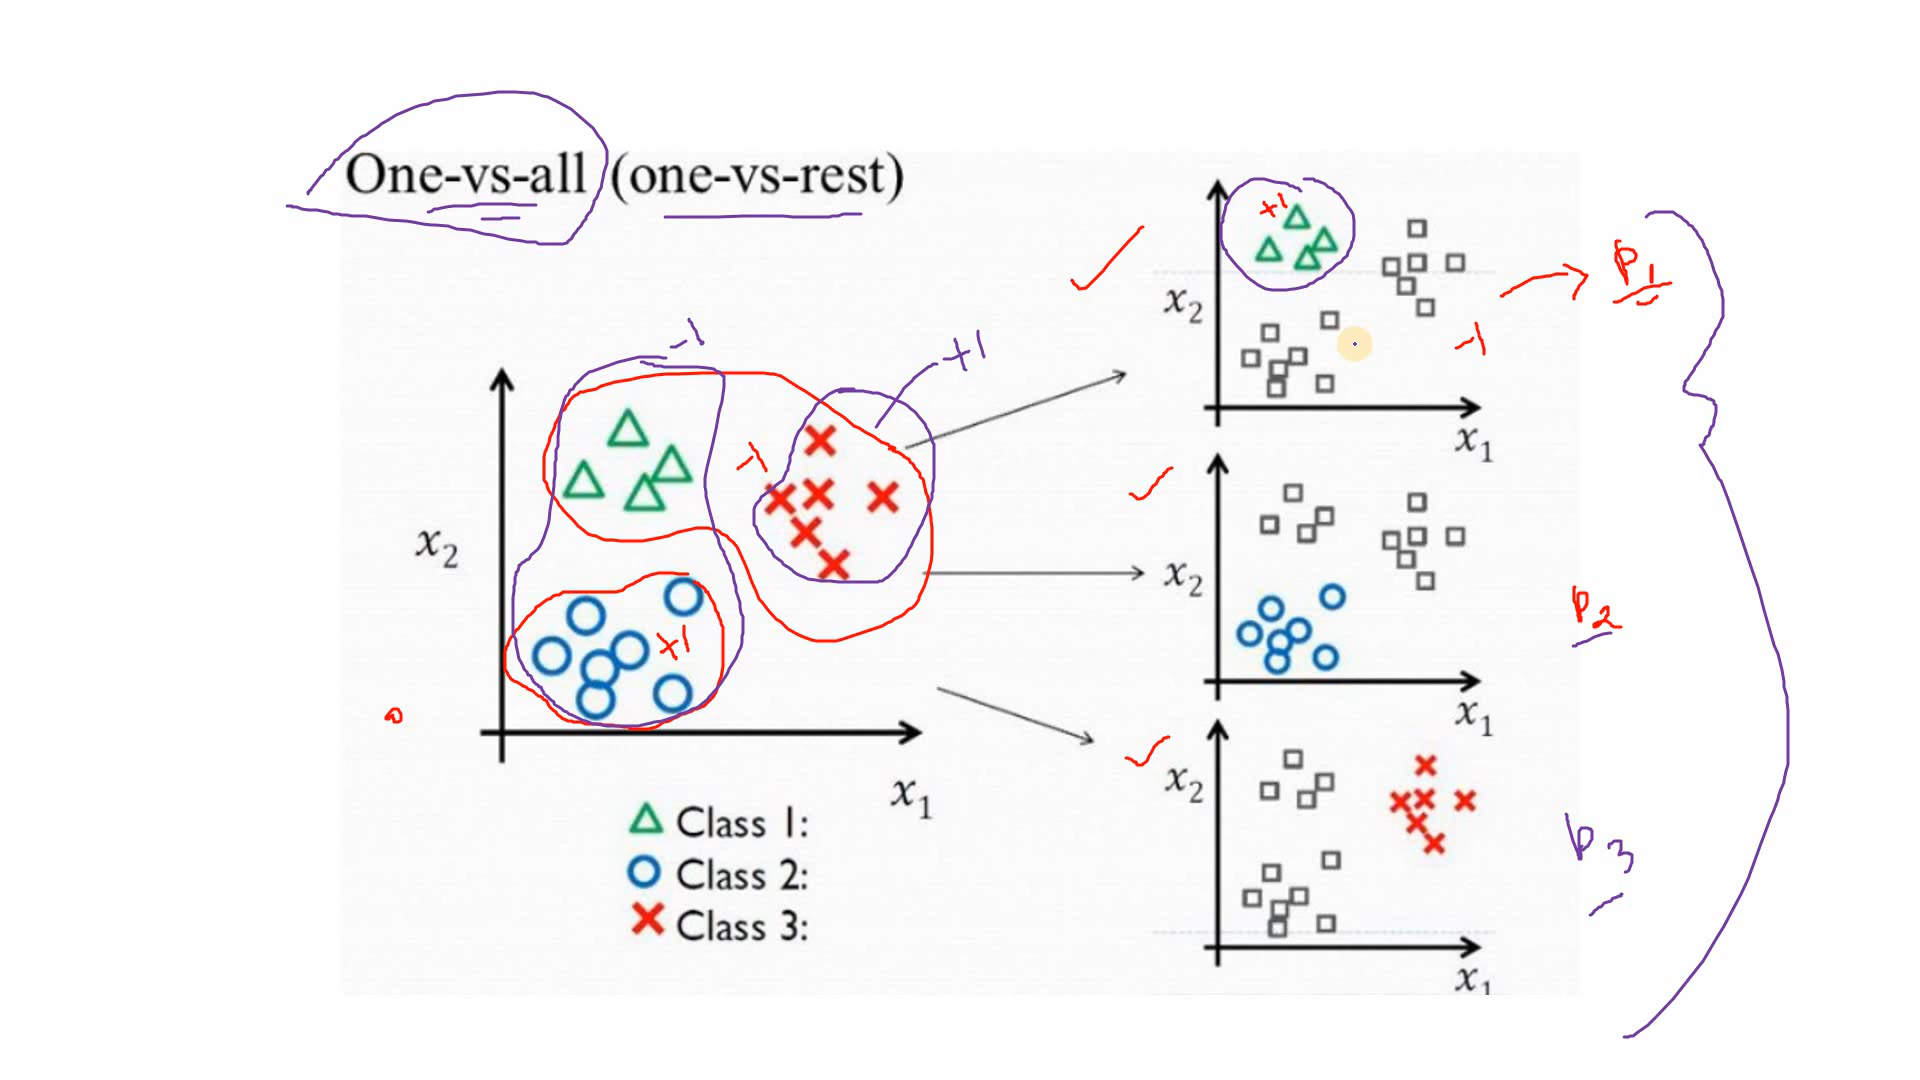 One-vs-all (one-vs-rest)
+1
x₂
-1
x₁
P1
-1
+1
-1
+1
x₂
x₁
x₂
x₁
P2
x₂
x₁
P3
Class 1:
Class 2:
Class 3: